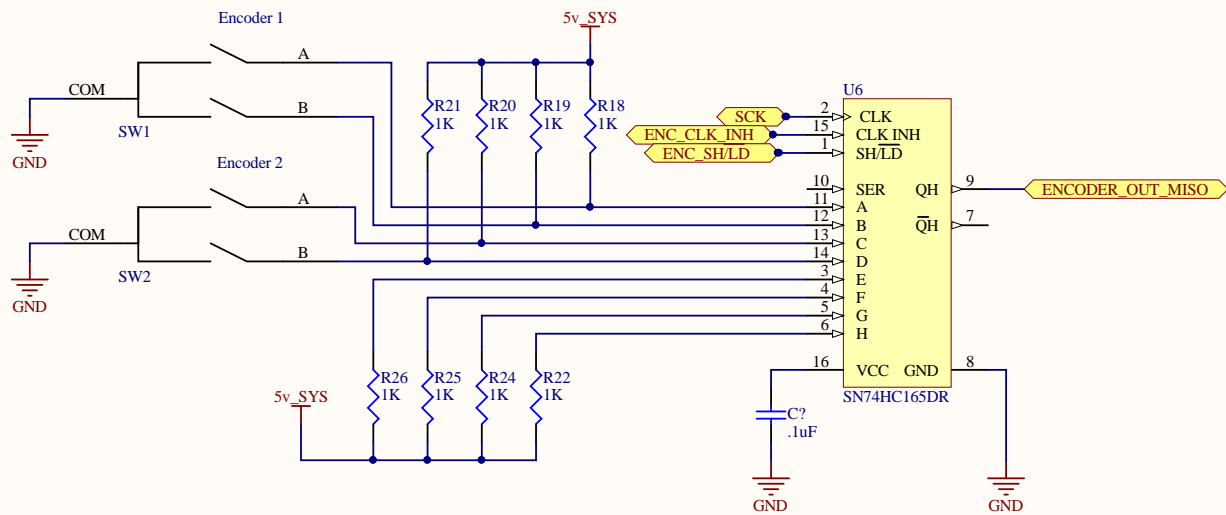 Encoder 1
A
COM
B
SW1
GND
Encoder 2
A
COM
B
SW2
GND
5v_SYS
R21
1K
R20
1K
R19
1K
R18
1K
5v_SYS
R26
1K
R25
1K
R24
1K
R22
1K
SCK
ENC_CLK_INH
ENC_SH/L̅D̅
U6
2 CLK
15 CLK INH
1 SH/L̅D̅
10 SER
11 A
12 B
13 C
14 D
3 E
4 F
5 G
6 H
16 VCC
QH 9
Q̅H 7
GND 8
SN74HC165DR
ENCODER_OUT_MISO
C?
.1uF
GND
GND